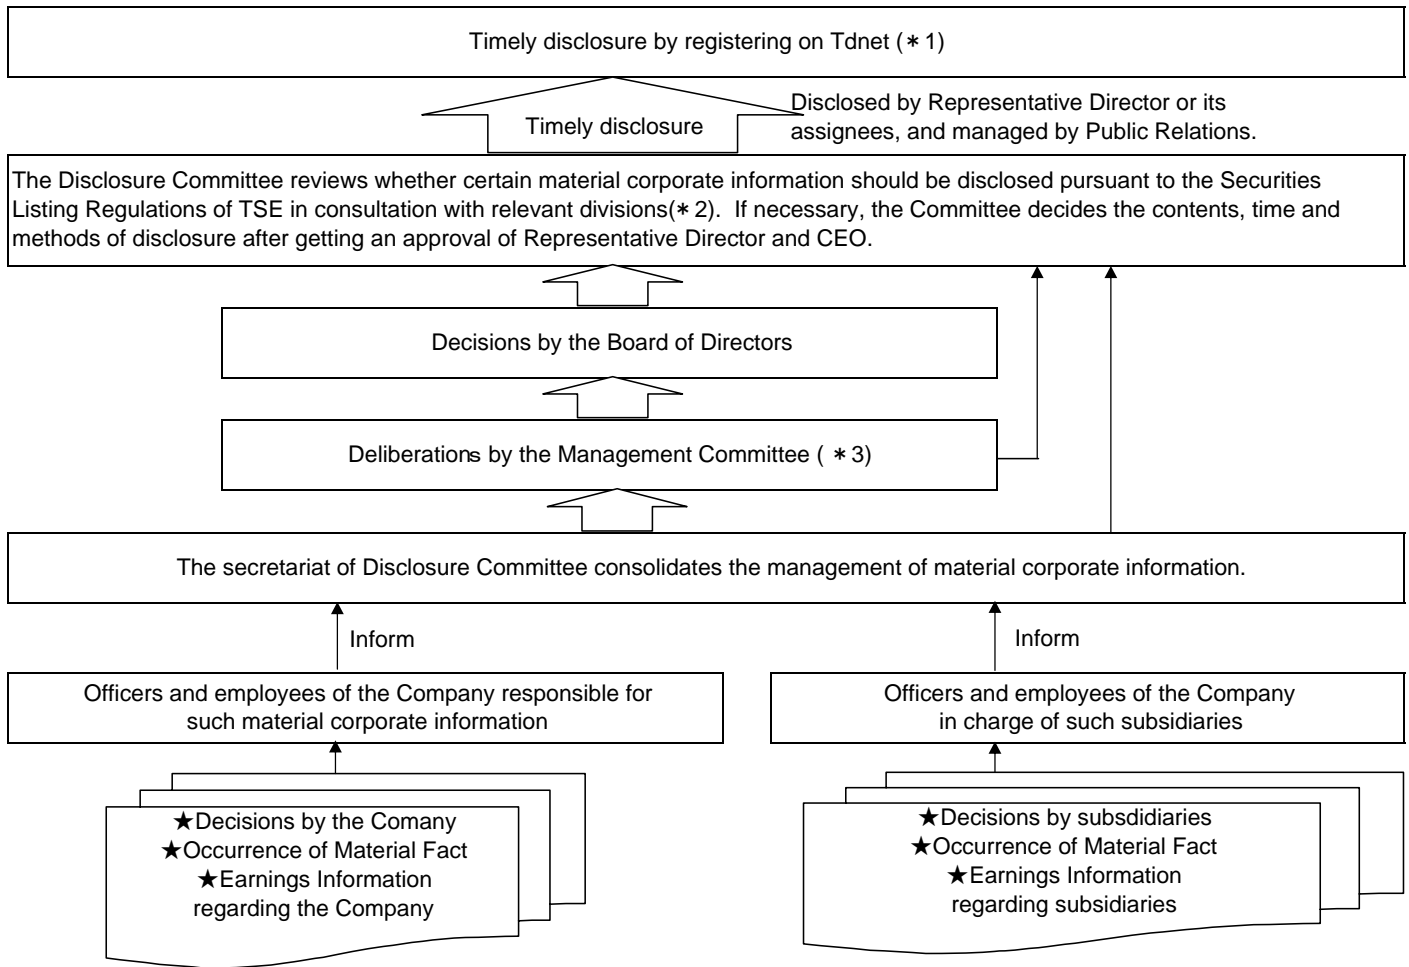 Timely disclosure by registering on Tdnet (*1)
Timely disclosure
Disclosed by Representative Director or its
assignees, and managed by Public Relations.
The Disclosure Committee reviews whether certain material corporate information should be disclosed pursuant to the Securities
Listing Regulations of TSE in consultation with relevant divisions(*2).  If necessary, the Committee decides the contents, time and
methods of disclosure after getting an approval of Representative Director and CEO.
Decisions by the Board of Directors
Deliberations by the Management Committee ( *3)
The secretariat of Disclosure Committee consolidates the management of material corporate information.
Inform
Inform
Officers and employees of the Company responsible for
such material corporate information
Officers and employees of the Company
in charge of such subsidiaries
★Decisions by the Comany
★Occurrence of Material Fact
★Earnings Information
regarding the Company
★Decisions by subsdidiaries
★Occurrence of Material Fact
★Earnings Information
regarding subsidiaries